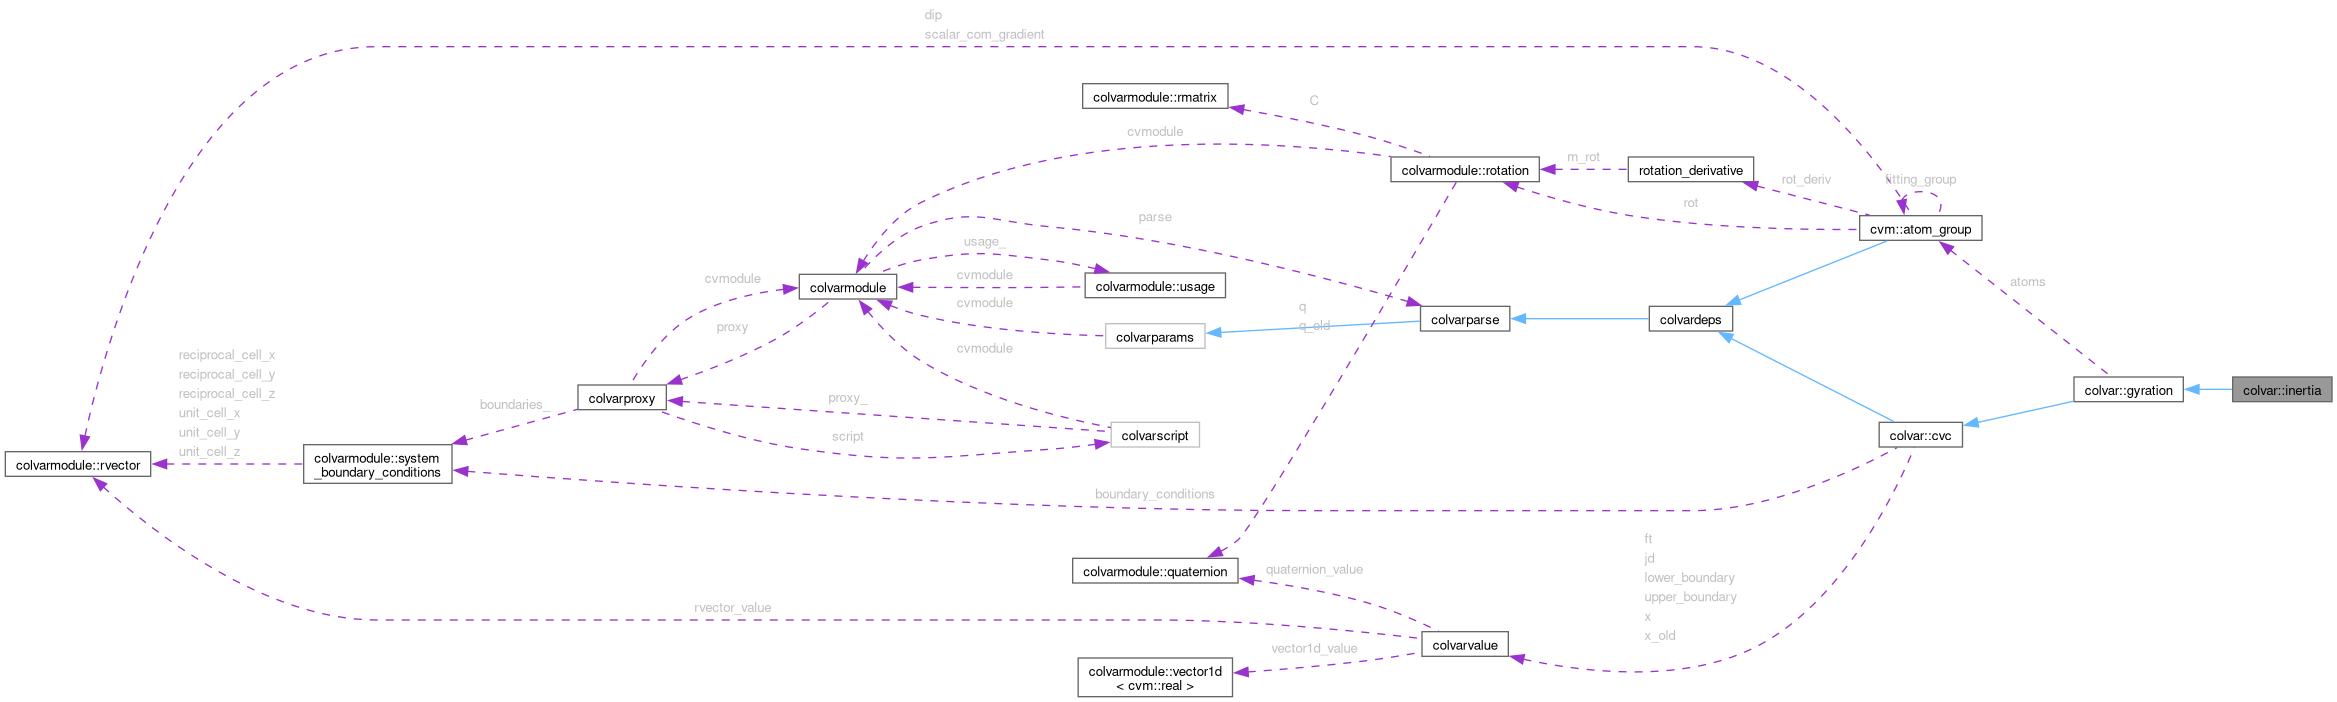 dip
scalar_com_gradient
colvarmodule::rmatrix
C
cvmodule
colvarmodule::rotation
m_rot
rotation_derivative
rot_deriv
fitting_group
rot
cvm::atom_group
parse
usage_
cvmodule
colvarmodule
cvmodule
colvarmodule::usage
atoms
cvmodule
q
q_old
colvarparse
colvardeps
proxy
colvarparams
cvmodule
reciprocal_cell_x
reciprocal_cell_y
reciprocal_cell_z
unit_cell_x
unit_cell_y
unit_cell_z
colvarproxy
proxy_
boundaries_
script
colvarscript
colvar::gyration
colvar::inertia
colvar::cvc
colvarmodule::rvector
colvarmodule::system
_boundary_conditions
boundary_conditions
ft
jd
lower_boundary
upper_boundary
x
x_old
colvarmodule::quaternion
quaternion_value
rvector_value
colvarvalue
vector1d_value
colvarmodule::vector1d
< cvm::real >